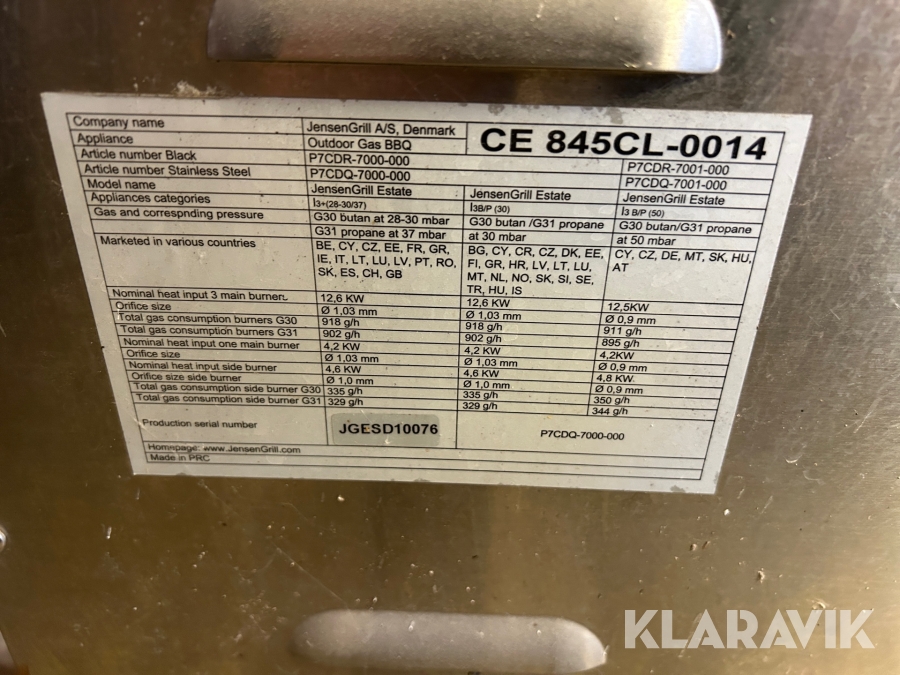 Company name JensenGrill A/S, Denmark CE 845CL-0014
Appliance Outdoor Gas BBQ
Article number Black P7CDR-7000-000 P7CDR-7001-000
Article number Stainless Steel P7CDQ-7000-000 P7CDQ-7001-000
Model name JensenGrill Estate JensenGrill Estate JensenGrill Estate
Appliances categories I3+(28-30/37) I3B/P (30) I3 B/P (50)
Gas and correspnding pressure G30 butan at 28-30 mbar G30 butan /G31 propane G30 butan/G31 propane
G31 propane at 37 mbar at 30 mbar at 50 mbar
Marketed in various countries BE, CY, CZ, EE, FR, GR, BG, CY, CR, CZ, DK, EE, CY, CZ, DE, MT, SK, HU,
IE, IT, LT, LU, LV, PT, RO, FI, GR, HR, LV, LT, LU, AT
SK, ES, CH, GB MT, NL, NO, SK, SI, SE,
TR, HU, IS
Nominal heat input 3 main burners 12,6 KW 12,6 KW 12,5KW
Orifice size Ø 1,03 mm Ø 1,03 mm Ø 0,9 mm
Total gas consumption burners G30 918 g/h 918 g/h 911 g/h
Total gas consumption burners G31 902 g/h 902 g/h 895 g/h
Nominal heat input one main burner 4,2 KW 4,2 KW 4,2KW
Orifice size Ø 1,03 mm Ø 1,03 mm Ø 0,9 mm
Nominal heat input side burner 4,6 KW 4,6 KW 4,8 KW
Orifice size side burner Ø 1,0 mm Ø 1,0 mm Ø 0,9 mm
Total gas consumption side burner G30 335 g/h 335 g/h 350 g/h
Total gas consumption side burner G31 329 g/h 329 g/h 344 g/h
Production serial number JGESD10076 P7CDQ-7000-000
Homepage: www.JensenGrill.com
Made in PRC
KLARAVIK